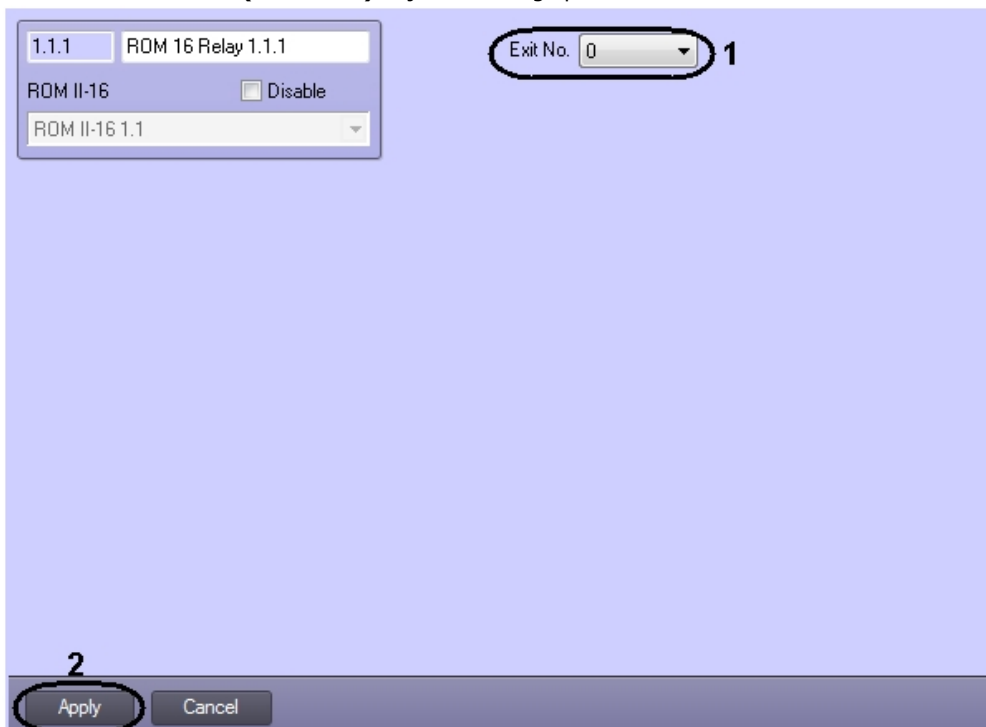 1.1.1 ROM 16 Relay 1.1.1
Exit No. 0 1
ROM II-16 Disable
ROM II-16 1.1
2
Apply Cancel